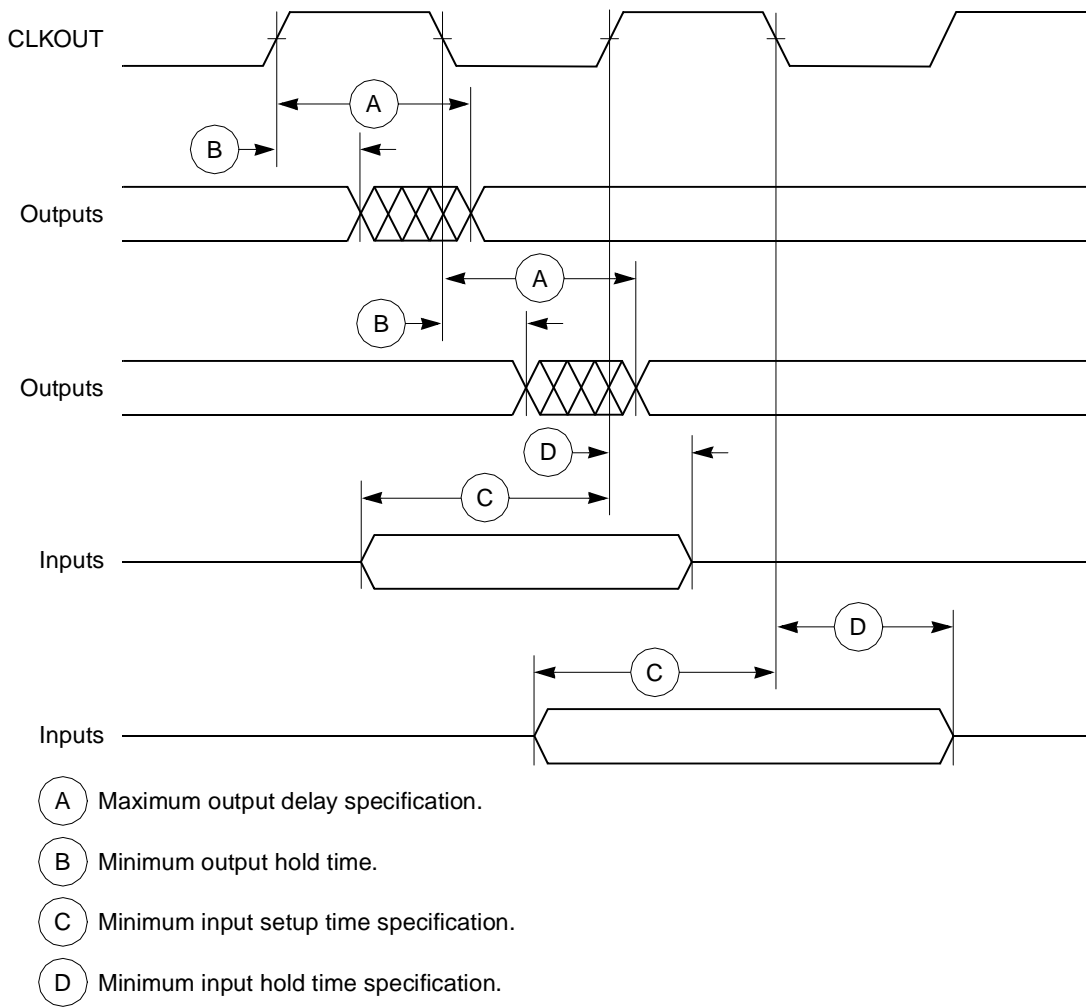 CLKOUT
A
B
Outputs
A
B
Outputs
D
C
Inputs
D
C
Inputs
A Maximum output delay specification.
B Minimum output hold time.
C Minimum input setup time specification.
D Minimum input hold time specification.